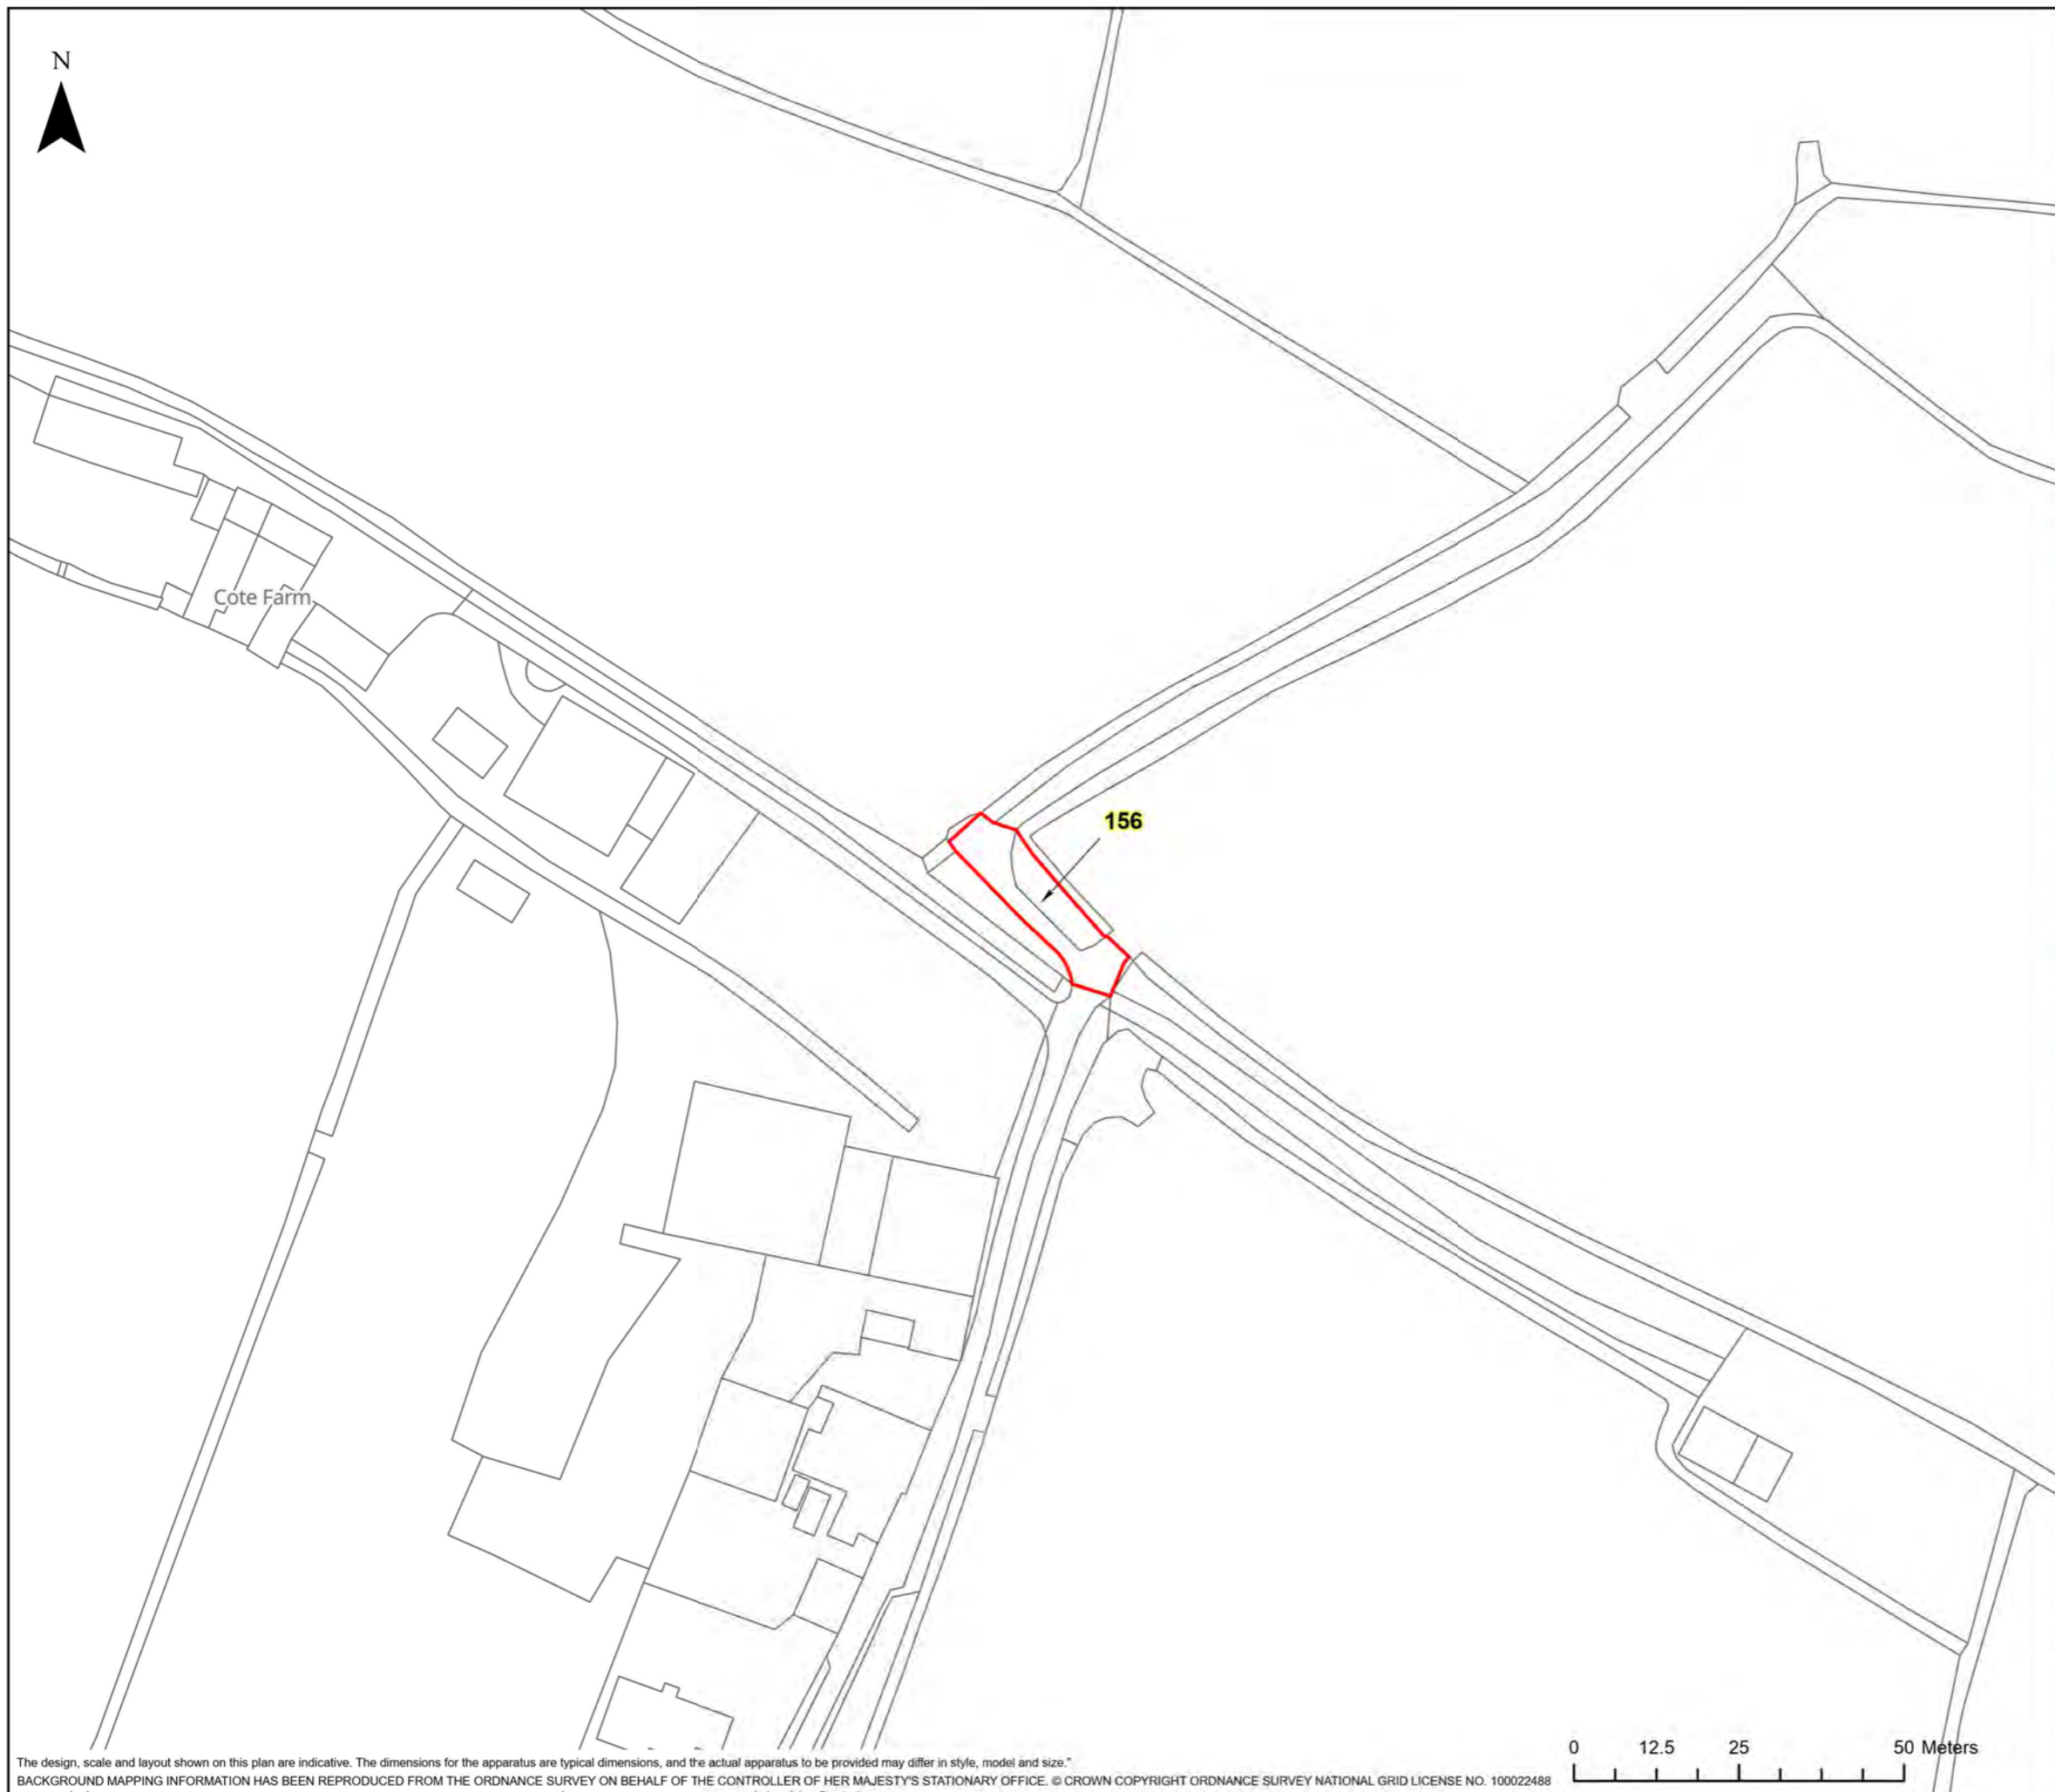 N
Cote Farm
156
0 12.5 25 50 Meters
The design, scale and layout shown on this plan are indicative. The dimensions for the apparatus are typical dimensions, and the actual apparatus to be provided may differ in style, model and size."
BACKGROUND MAPPING INFORMATION HAS BEEN REPRODUCED FROM THE ORDNANCE SURVEY ON BEHALF OF THE CONTROLLER OF HER MAJESTY'S STATIONARY OFFICE. © CROWN COPYRIGHT ORDNANCE SURVEY NATIONAL GRID LICENSE NO. 100022488